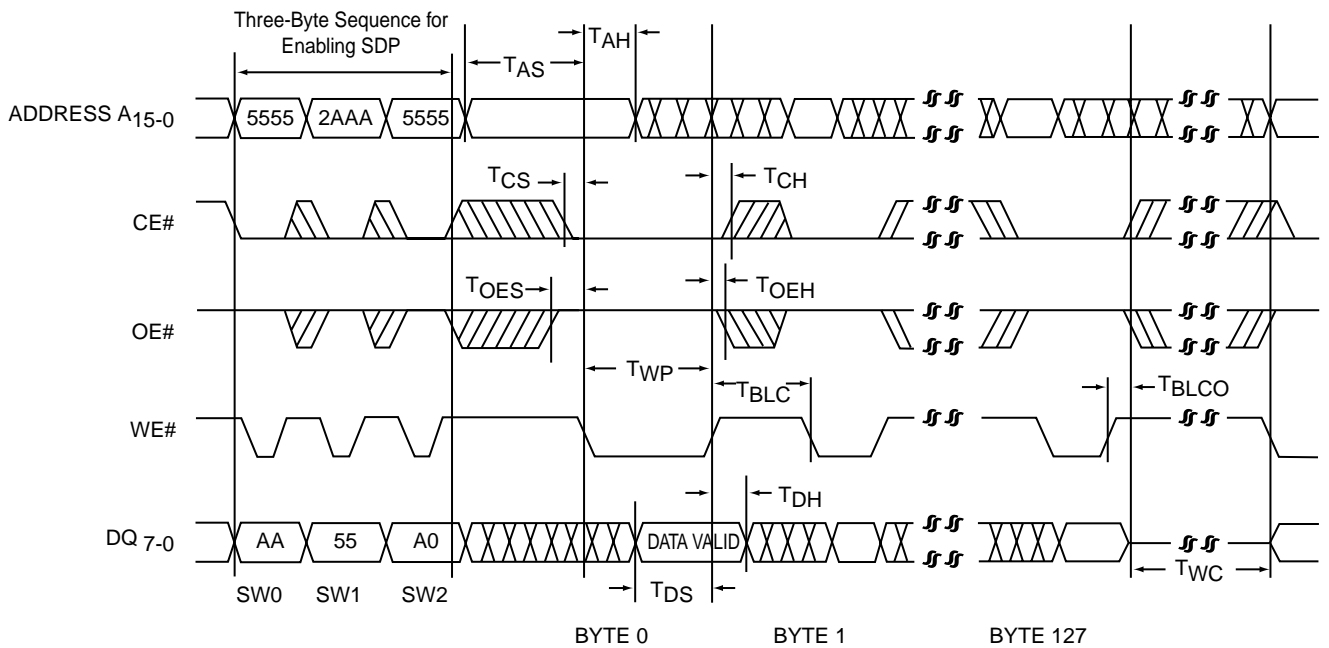 Three-Byte Sequence for
Enabling SDP
TAH
TAS
ADDRESS A15-0
5555
2AAA
5555
TCS
TCH
CE#
TOES
TOEH
OE#
TWP
TBLC
TBLCO
WE#
TDH
DQ 7-0
AA
55
A0
DATA VALID
SW0
SW1
SW2
TDS
TWC
BYTE 0
BYTE 1
BYTE 127